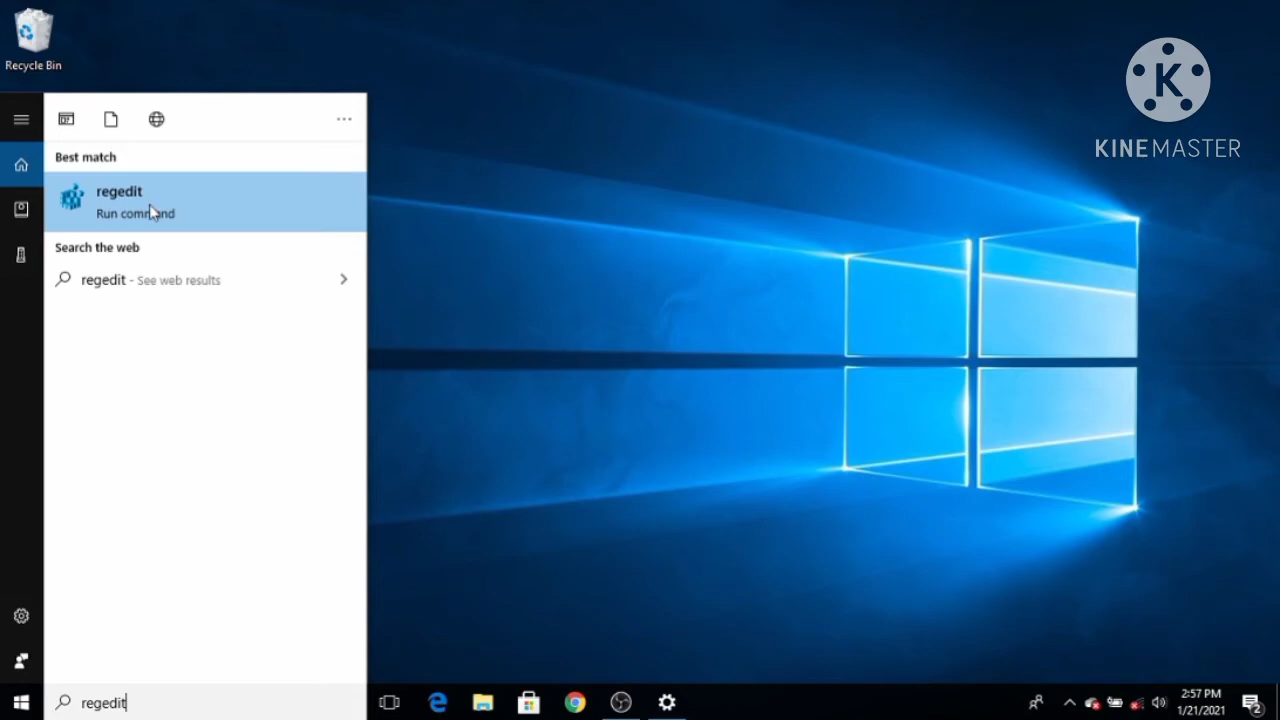 Recycle Bin
KINEMASTER
Best match
regedit
Run command
Search the web
regedit - See web results
regedit
2:57 PM
1/21/2021
2